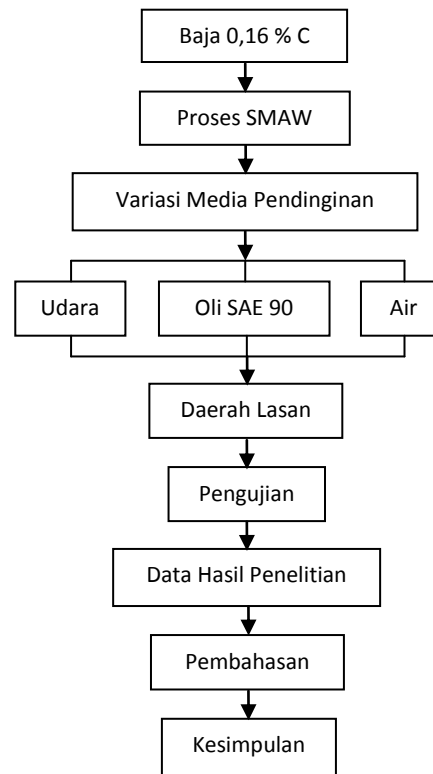 Baja 0,16 % C
Proses SMAW
Variasi Media Pendinginan
Udara
Oli SAE 90
Air
Daerah Lasan
Pengujian
Data Hasil Penelitian
Pembahasan
Kesimpulan